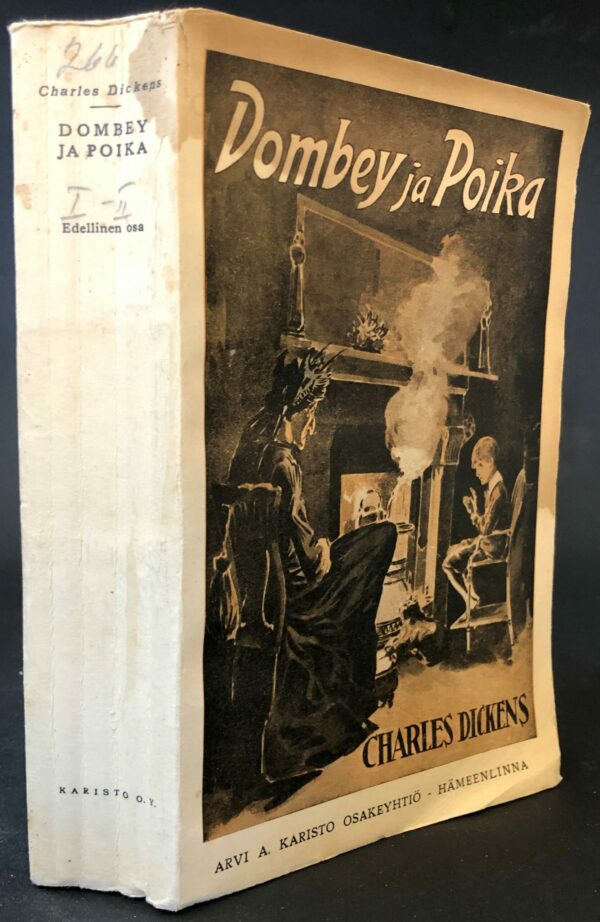 266
Charles Dickens
DOMBEY
JA POIKA
I-II
Edellinen osa
KARISTO O.Y.
Dombey ja Poika
CHARLES DICKENS
ARVI A. KARISTO OSAKEYHTIÖ - HÄMEENLINNA